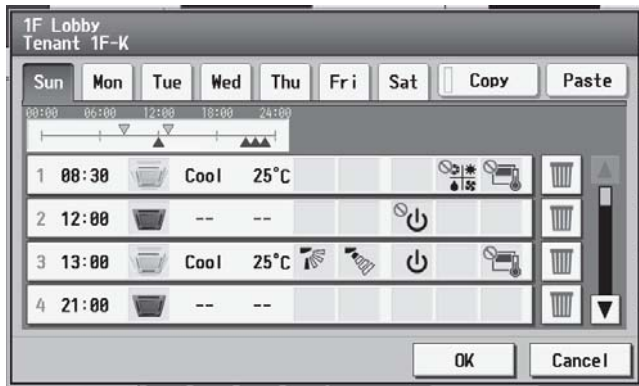 1F Lobby
Tenant 1F-K
Sun Mon Tue Wed Thu Fri Sat Copy Paste
00:00 06:00 12:00 18:00 24:00
1 08:30 Cool 25°C
2 12:00 -- --
3 13:00 Cool 25°C
4 21:00 -- --
OK Cancel